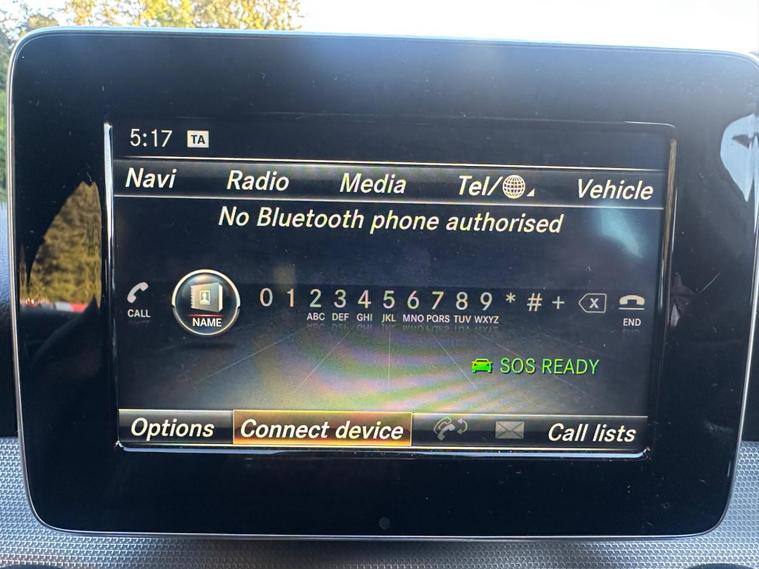 5:17 TA
Navi Radio Media Tel/ Vehicle
No Bluetooth phone authorised
0 1 2 3 4 5 6 7 8 9 * # + X
ABC DEF GHI JKL MNO PQRS TUV WXYZ
CALL NAME END
SOS READY
Options Connect device Call lists